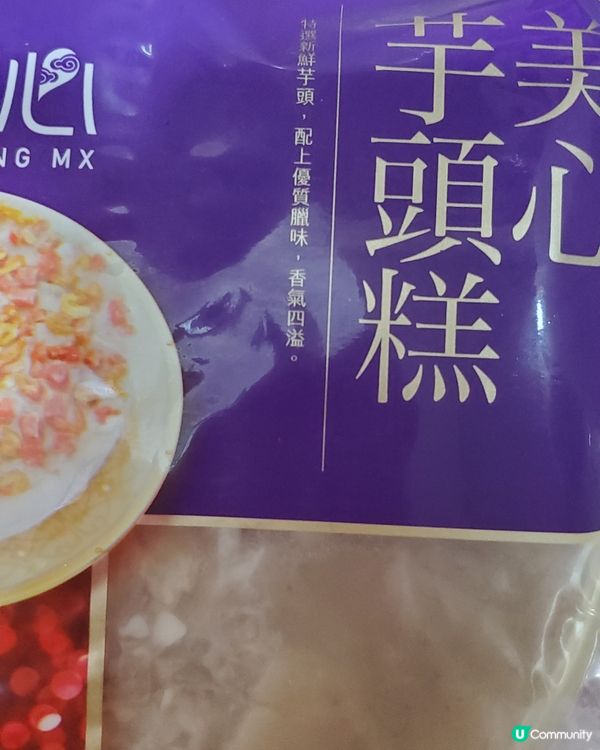 美心
芋頭糕
特選新鮮芋頭，配上優質臘味，香氣四溢。
心
NG MX
U Community